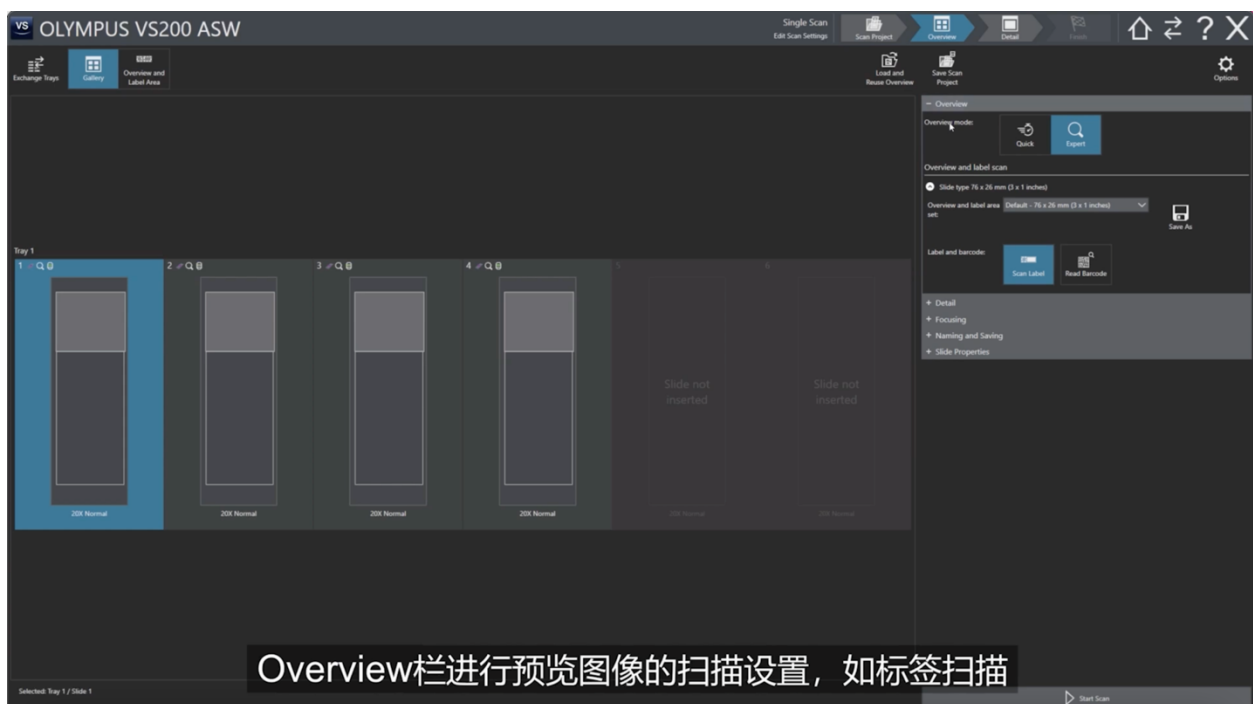 VS OLYMPUS VS200 ASW
Single Scan
Edit Scan Settings
Scan Project
Overview
Detail
Finish
? X
Exchange Trays
Gallery
Overview and
Label Area
Load and
Reuse Overview
Save Scan
Project
Options
− Overview
Overview mode:
Quick
Expert
Overview and label scan
Slide type 76 x 26 mm (3 x 1 inches)
Overview and label area
set:
Default - 76 x 26 mm (3 x 1 inches)
Save As
Label and barcode:
Scan Label
Read Barcode
+ Detail
+ Focusing
+ Naming and Saving
+ Slide Properties
Tray 1
1
2
3
4
5
6
Slide not
inserted
Slide not
inserted
20X Normal
20X Normal
20X Normal
20X Normal
20X Normal
20X Normal
Overview栏进行预览图像的扫描设置，如标签扫描
Selected: Tray 1 / Slide 1
Start Scan